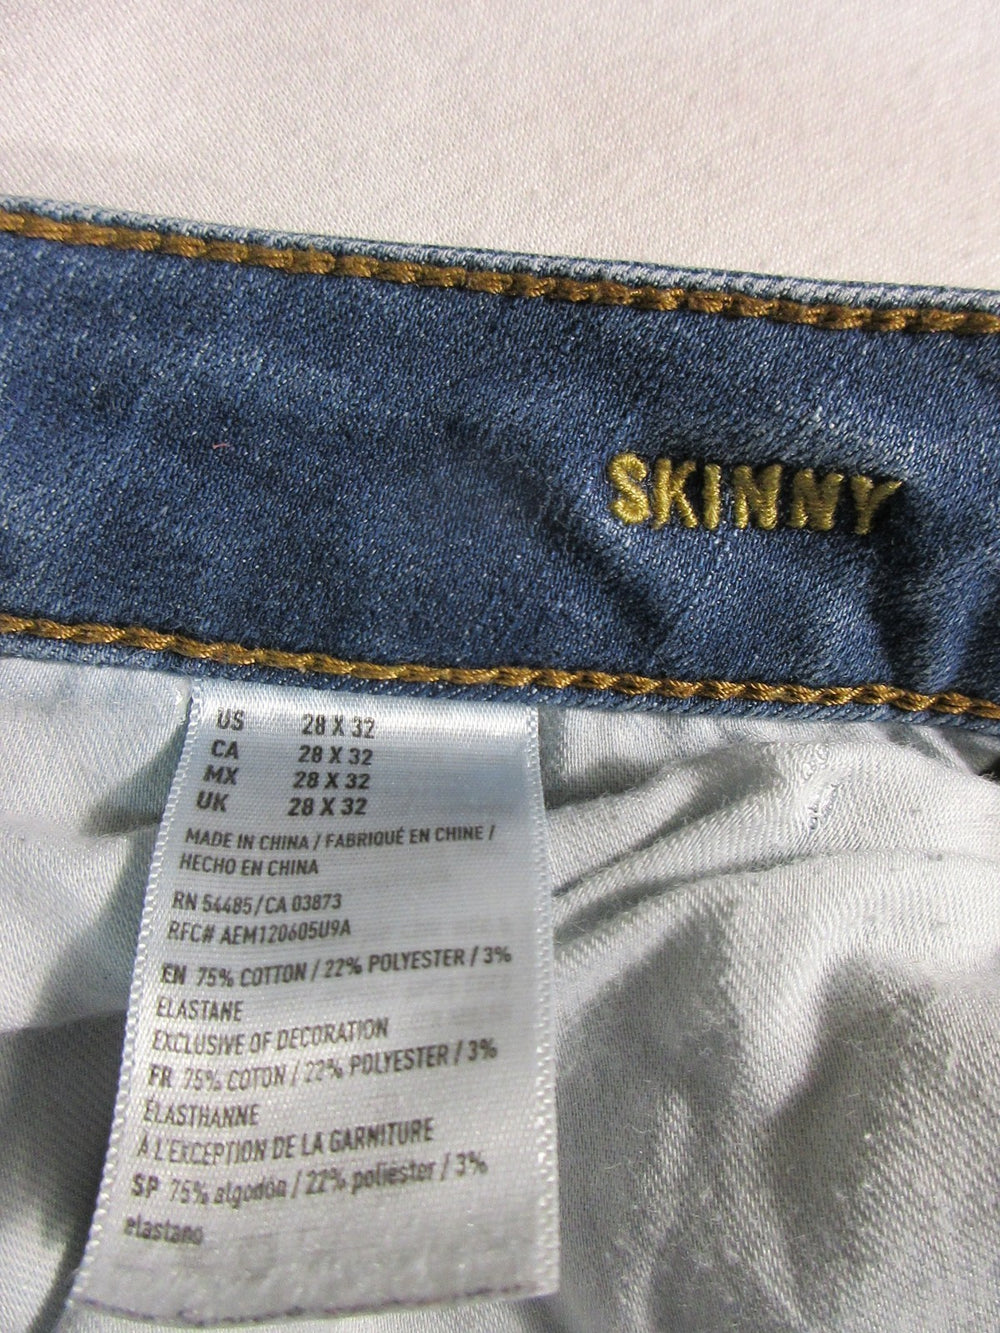 SKINNY
US 28 X 32
CA 28 X 32
MX 28 X 32
UK 28 X 32
MADE IN CHINA / FABRIQUÉ EN CHINE /
HECHO EN CHINA
RN 54485/CA 03873
RFC# AEM120605U9A
EN 75% COTTON / 22% POLYESTER / 3%
ELASTANE
EXCLUSIVE OF DECORATION
FR 75% COTON / 22% POLYESTER / 3%
ÉLASTHANNE
À L'EXCEPTION DE LA GARNITURE
SP 75% algodón / 22% poliéster / 3%
elastano